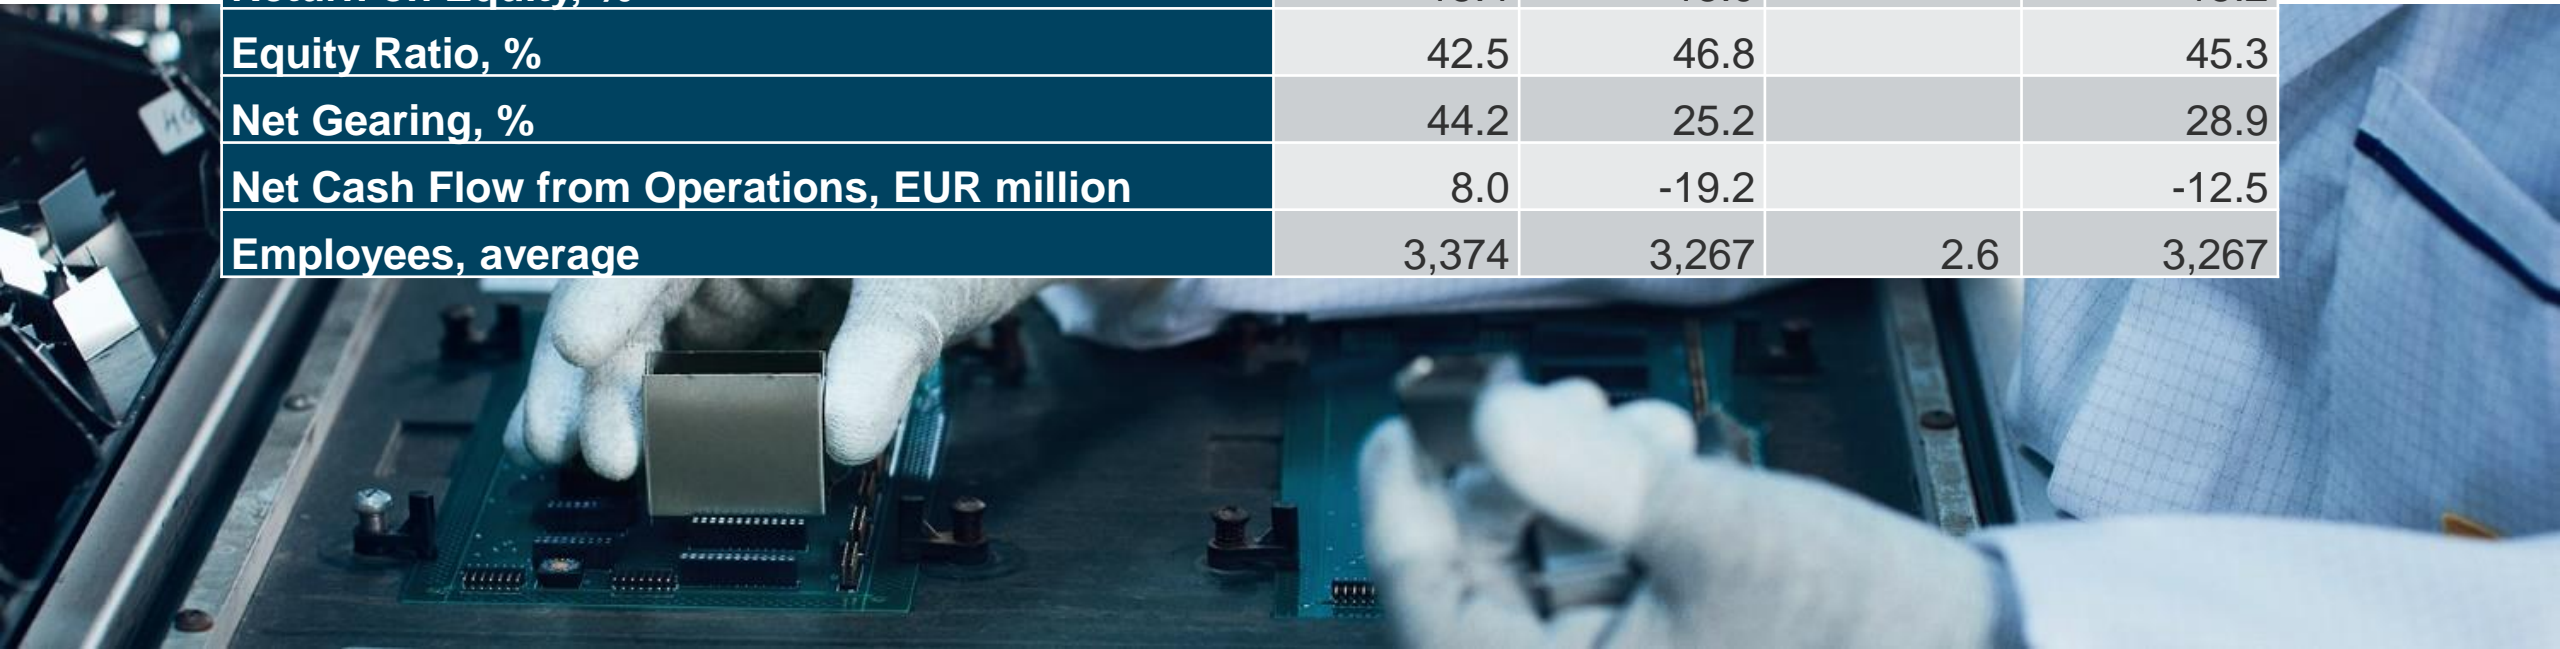 Equity Ratio, % 42.5 46.8 45.3
Net Gearing, % 44.2 25.2 28.9
Net Cash Flow from Operations, EUR million 8.0 -19.2 -12.5
Employees, average 3,374 3,267 2.6 3,267